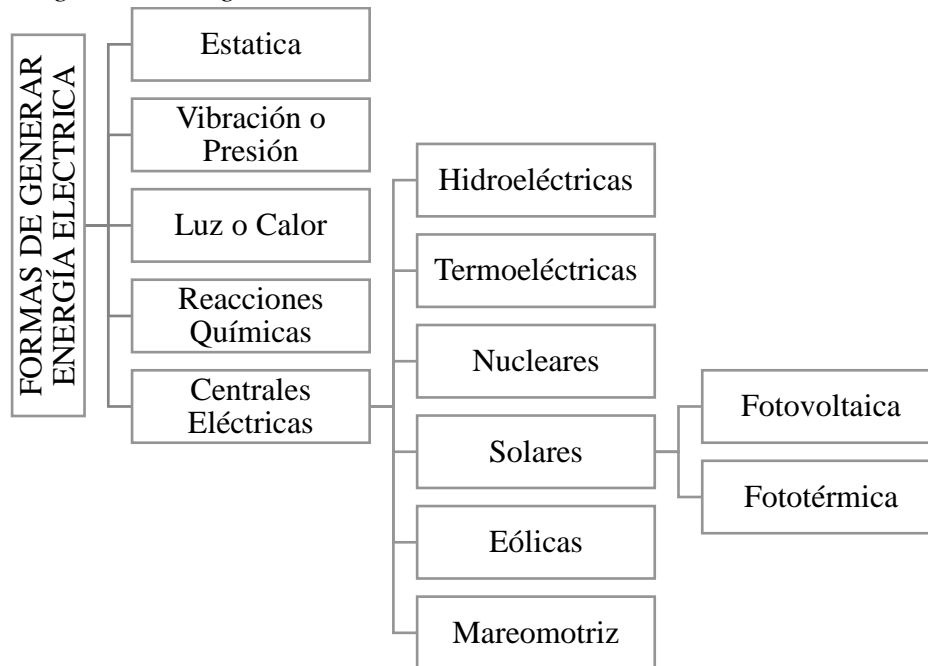 FORMAS DE GENERAR
ENERGÍA ELECTRICA
Estatica
Vibración o
Presión
Luz o Calor
Reacciones
Químicas
Centrales
Eléctricas
Hidroeléctricas
Termoeléctricas
Nucleares
Solares
Eólicas
Mareomotriz
Fotovoltaica
Fototérmica